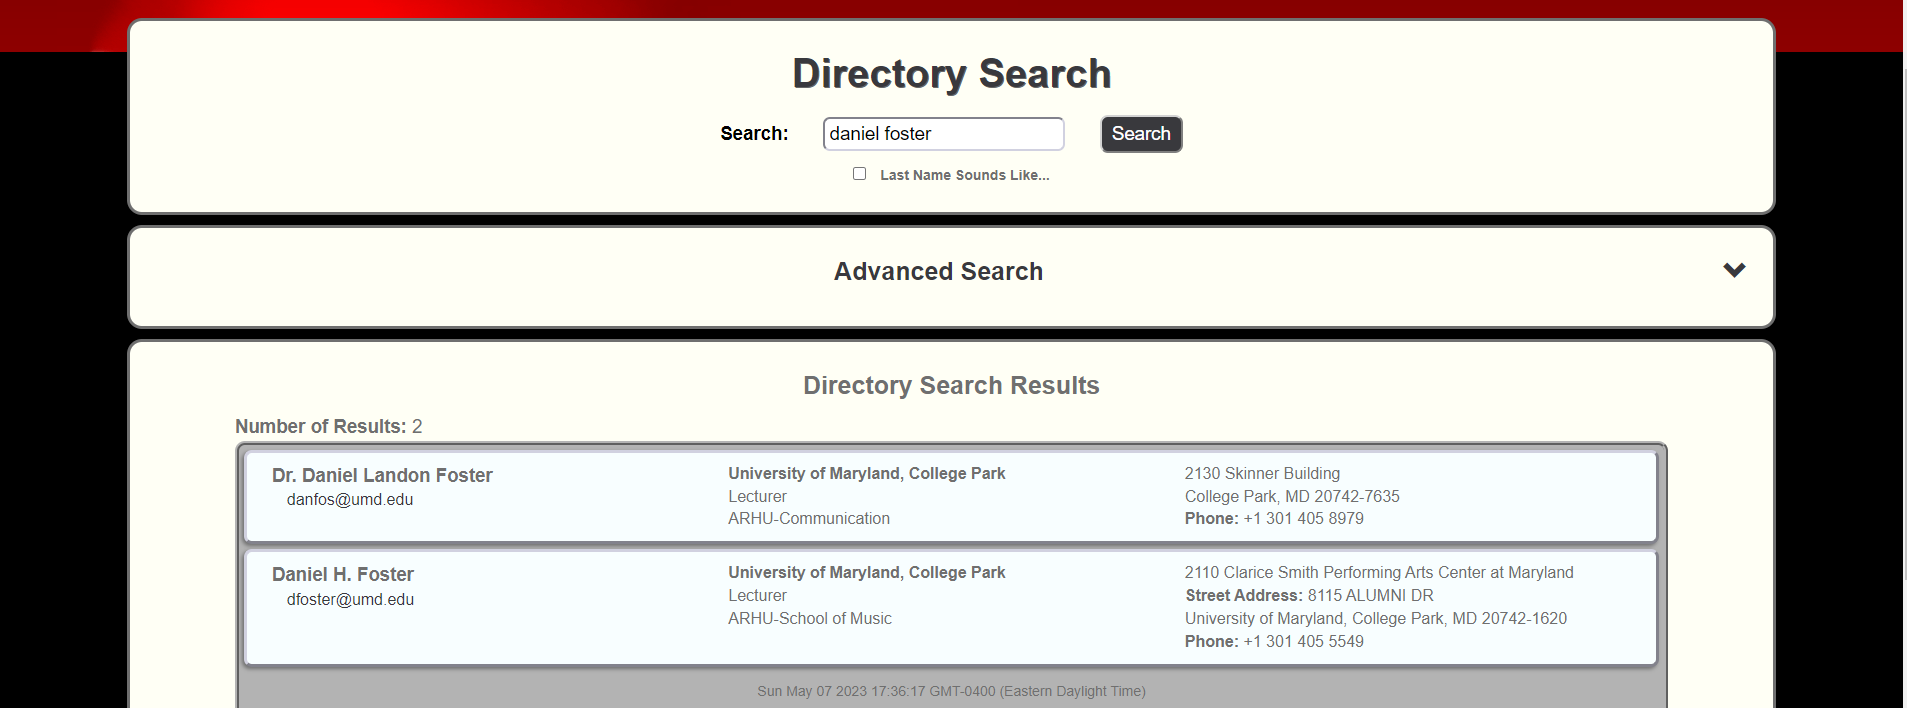 Directory Search
Search: daniel foster Search
Last Name Sounds Like...
Advanced Search
Directory Search Results
Number of Results: 2
Dr. Daniel Landon Foster
danfos@umd.edu
University of Maryland, College Park
Lecturer
ARHU-Communication
2130 Skinner Building
College Park, MD 20742-7635
Phone: +1 301 405 8979
Daniel H. Foster
dfoster@umd.edu
University of Maryland, College Park
Lecturer
ARHU-School of Music
2110 Clarice Smith Performing Arts Center at Maryland
Street Address: 8115 ALUMNI DR
University of Maryland, College Park, MD 20742-1620
Phone: +1 301 405 5549
Sun May 07 2023 17:36:17 GMT-0400 (Eastern Daylight Time)